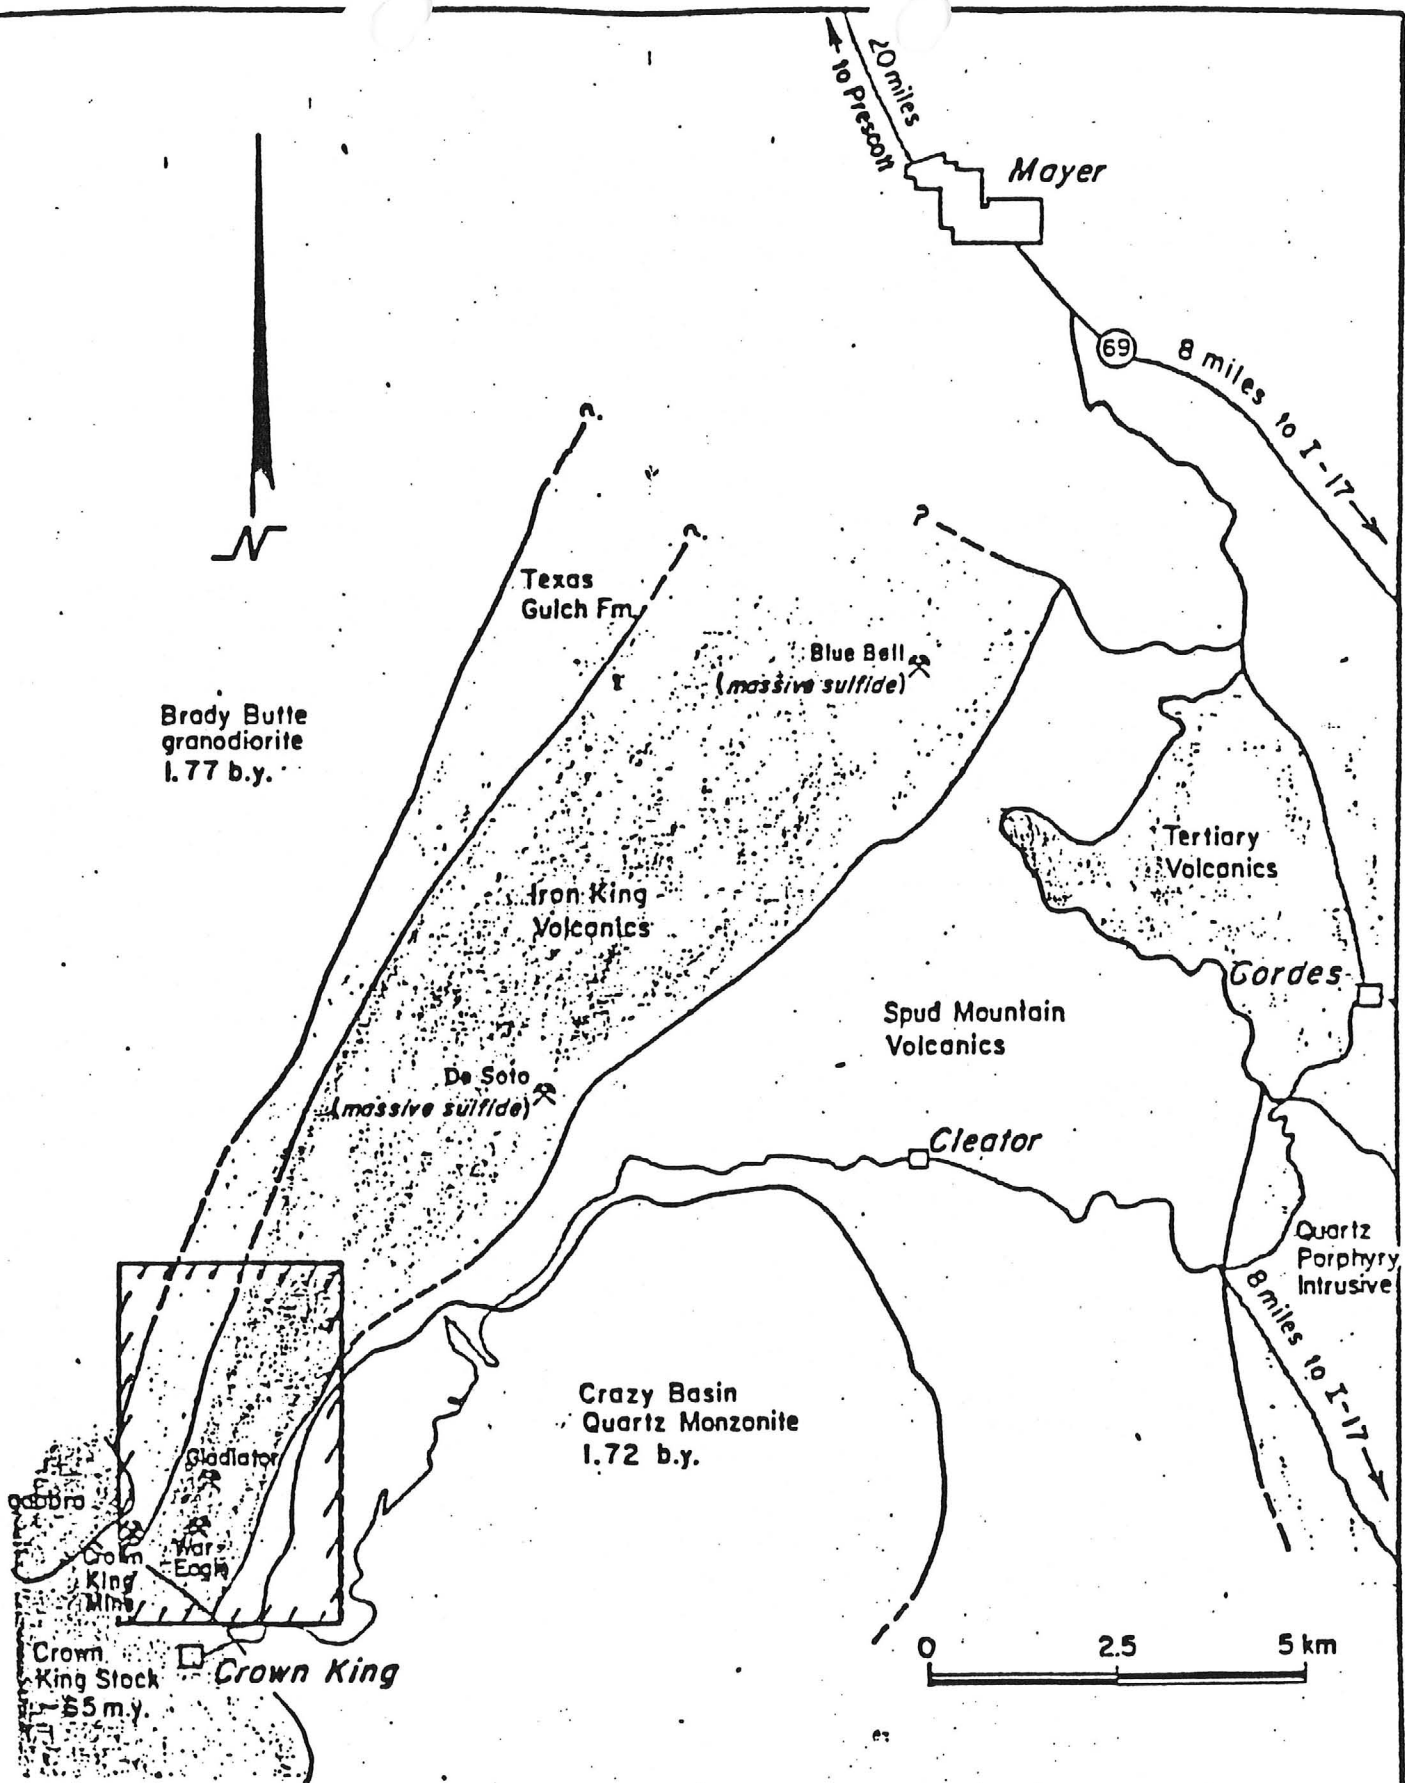 20 miles
to Prescott
Mayer
69
8 miles to I-17
?
?
?
Texas
Gulch Fm.
N
Blue Bell
(massive sulfide)
Brady Butte
granodiorite
1.77 b.y.
Tertiary
Volcanics
Iron King
Volcanics
Cordes
Spud Mountain
Volcanics
De Soto
(massive sulfide)
Cleator
Quartz
Porphyry
Intrusive
8 miles to I-17
Crazy Basin
Quartz Monzonite
1.72 b.y.
Gladiator
gabbro
War
Eagle
King
Mine
Crown
King Stock
65 m.y.
Crown King
0 2.5 5 km